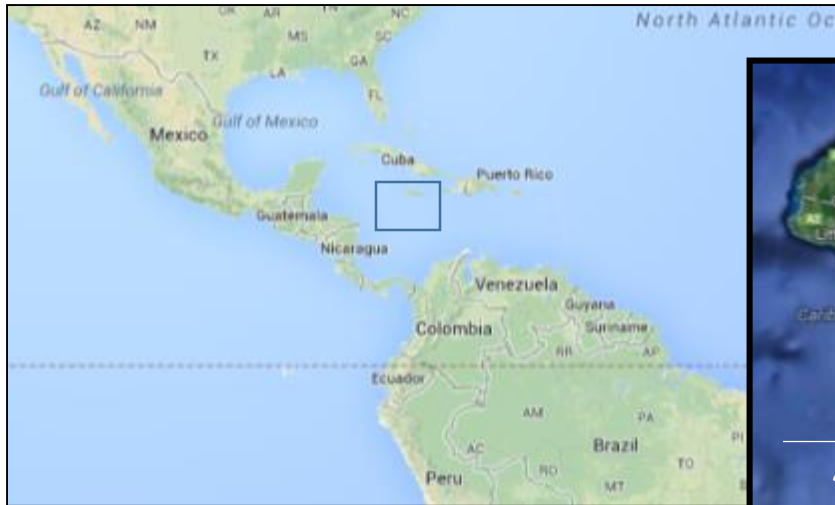 North Atlantic Oc
AZ
NM
AR
NC
MS
SC
TX
GA
LA
Gulf of California
FL
Gulf of Mexico
Mexico
Cuba
Puerto Rico
Guatemala
Nicaragua
Venezuela
Guyana
Colombia
Suriname
RR
AP
Ecuador
AM
PA
PI
Brazil
AC
TO
RO
MT
Peru